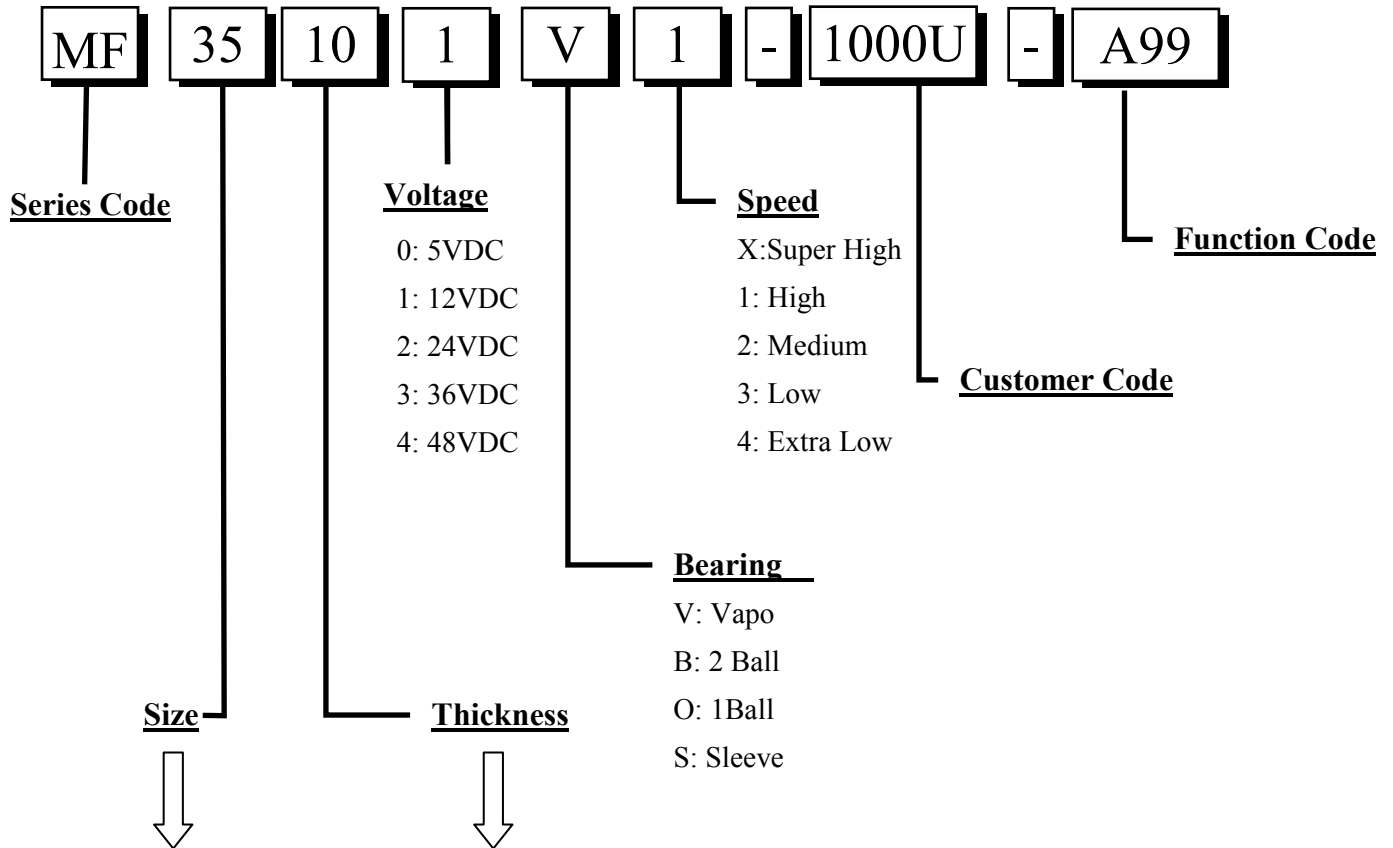 MF 35 10 1 V 1 - 1000U - A99
Series Code
Voltage
0: 5VDC
1: 12VDC
2: 24VDC
3: 36VDC
4: 48VDC
Speed
X:Super High
1: High
2: Medium
3: Low
4: Extra Low
Function Code
Customer Code
Bearing
V: Vapo
B: 2 Ball
O: 1Ball
S: Sleeve
Size
Thickness